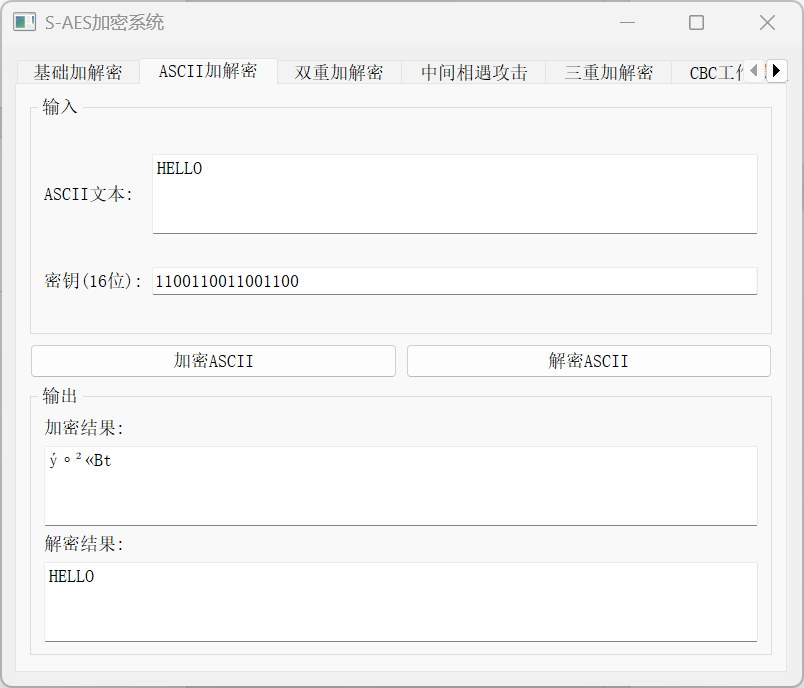 S-AES加密系统
基础加解密 ASCII加解密 双重加解密 中间相遇攻击 三重加解密 CBC工
输入
ASCII文本: HELLO
密钥(16位): 1100110011001100
加密ASCII 解密ASCII
输出
加密结果:
ý°²«Bt
解密结果:
HELLO